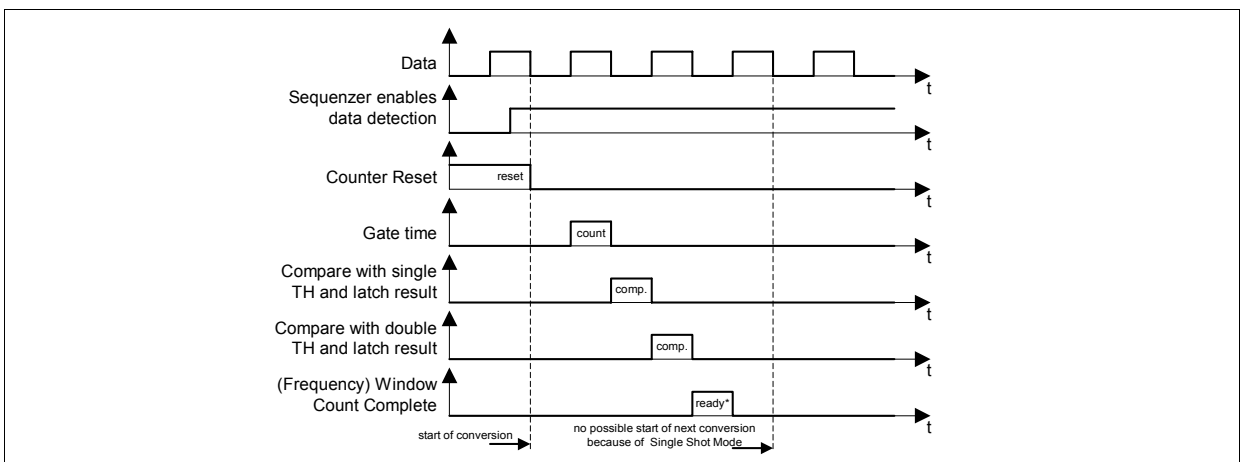 Data
t
Sequenzer enables
data detection
t
Counter Reset
reset
t
Gate time
count
t
Compare with single
TH and latch result
comp.
t
Compare with double
TH and latch result
comp.
t
(Frequency) Window
Count Complete
ready*
t
start of conversion
no possible start of next conversion
because of Single Shot Mode